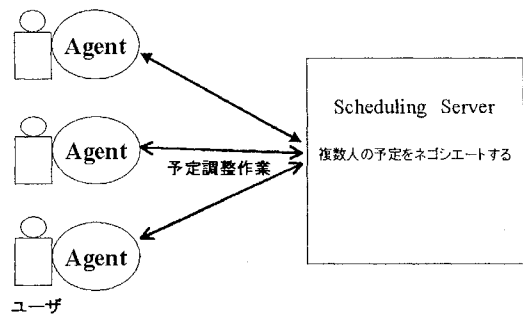 Agent
Agent
Agent
ユーザ
予定調整作業
Scheduling Server
複数人の予定をネゴシエートする